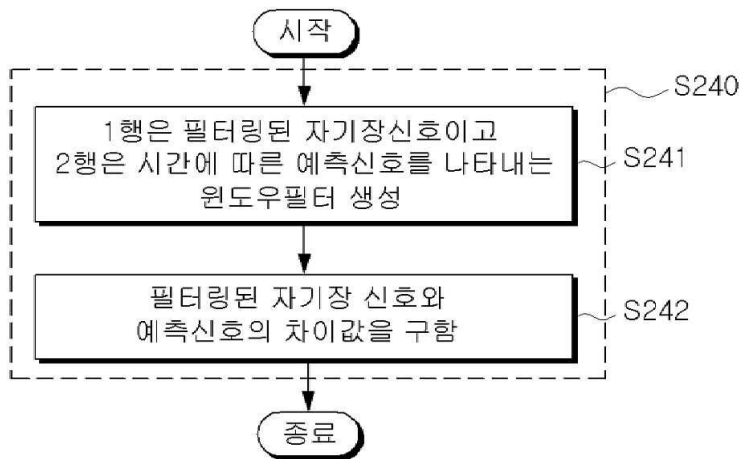 시작
S240
1행은 필터링된 자기장신호이고
2행은 시간에 따른 예측신호를 나타내는
윈도우필터 생성
S241
필터링된 자기장 신호와
예측신호의 차이값을 구함
S242
종료